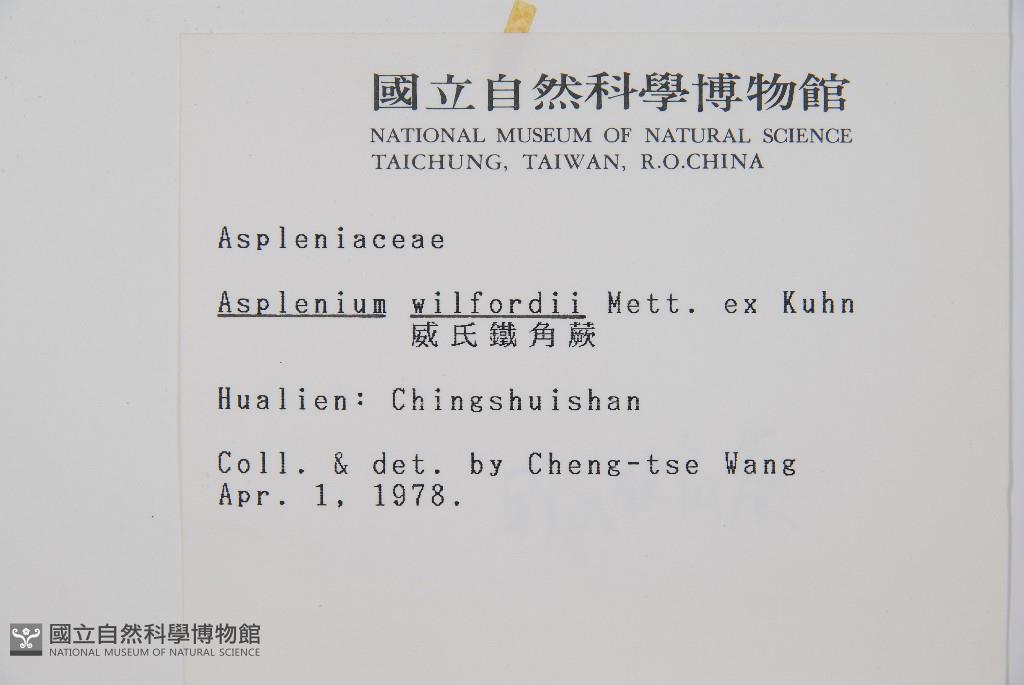 國立自然科學博物館
NATIONAL MUSEUM OF NATURAL SCIENCE
TAICHUNG, TAIWAN, R.O.CHINA
Aspleniaceae
Asplenium wilfordii Mett. ex Kuhn
威氏鐵角蕨
Hualien: Chingshuishan
Coll. & det. by Cheng-tse Wang
Apr. 1, 1978.
國立自然科學博物館
NATIONAL MUSEUM OF NATURAL SCIENCE